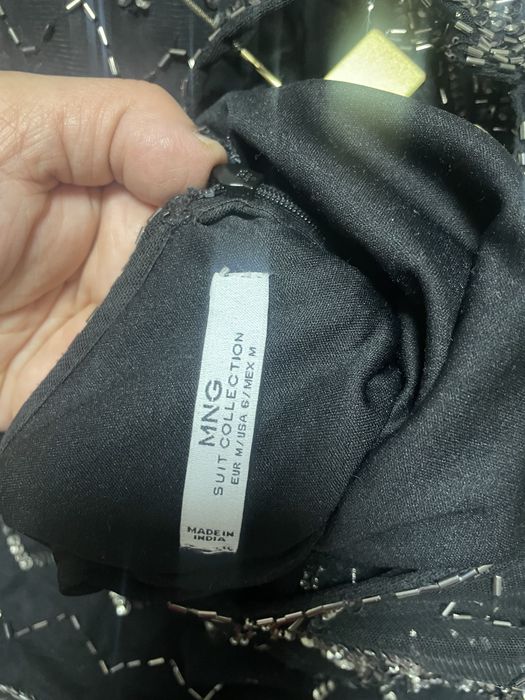 MNG
SUIT COLLECTION
EUR M/USA 6/MEX M
MADE IN
INDIA